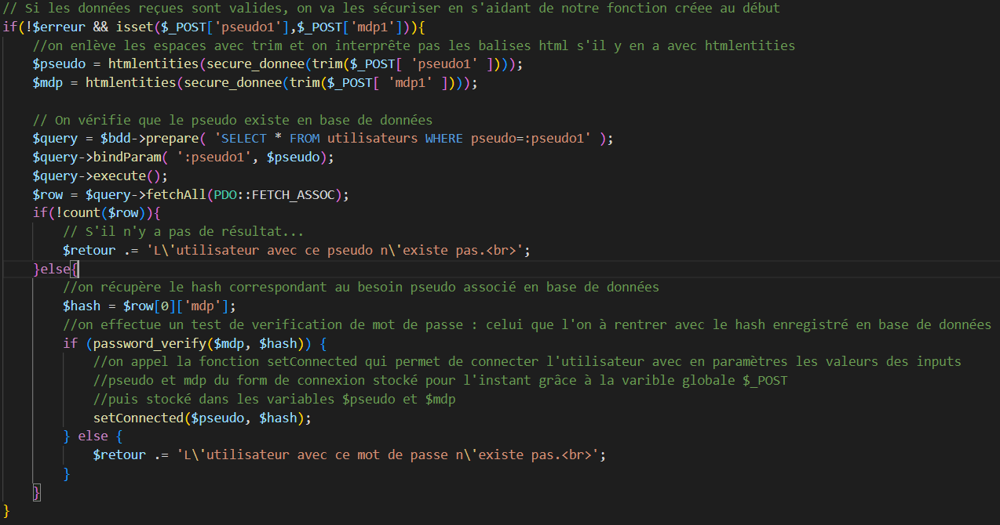 // Si les données reçues sont valides, on va les sécuriser en s'aidant de notre fonction créee au début
if(!$erreur && isset($_POST['pseudo1'],$_POST['mdp1'])){
    //on enlève les espaces avec trim et on interprête pas les balises html s'il y en a avec htmlentities
    $pseudo = htmlentities(secure_donnee(trim($_POST[ 'pseudo1' ])));
    $mdp = htmlentities(secure_donnee(trim($_POST[ 'mdp1' ])));

    // On vérifie que le pseudo existe en base de données
    $query = $bdd->prepare( 'SELECT * FROM utilisateurs WHERE pseudo=:pseudo1' );
    $query->bindParam( ':pseudo1', $pseudo);
    $query->execute();
    $row = $query->fetchAll(PDO::FETCH_ASSOC);
    if(!count($row)){
        // S'il n'y a pas de résultat...
        $retour .= 'L\'utilisateur avec ce pseudo n\'existe pas.<br>';
    }else{
        //on récupère le hash correspondant au besoin pseudo associé en base de données
        $hash = $row[0]['mdp'];
        //on effectue un test de verification de mot de passe : celui que l'on à rentrer avec le hash enregistré en base de données
        if (password_verify($mdp, $hash)) {
            //on appel la fonction setConnected qui permet de connecter l'utilisateur avec en paramètres les valeurs des inputs
            //pseudo et mdp du form de connexion stocké pour l'instant grâce à la varible globale $_POST
            //puis stocké dans les variables $pseudo et $mdp
            setConnected($pseudo, $hash);
        } else {
            $retour .= 'L\'utilisateur avec ce mot de passe n\'existe pas.<br>';
        }
    }
}